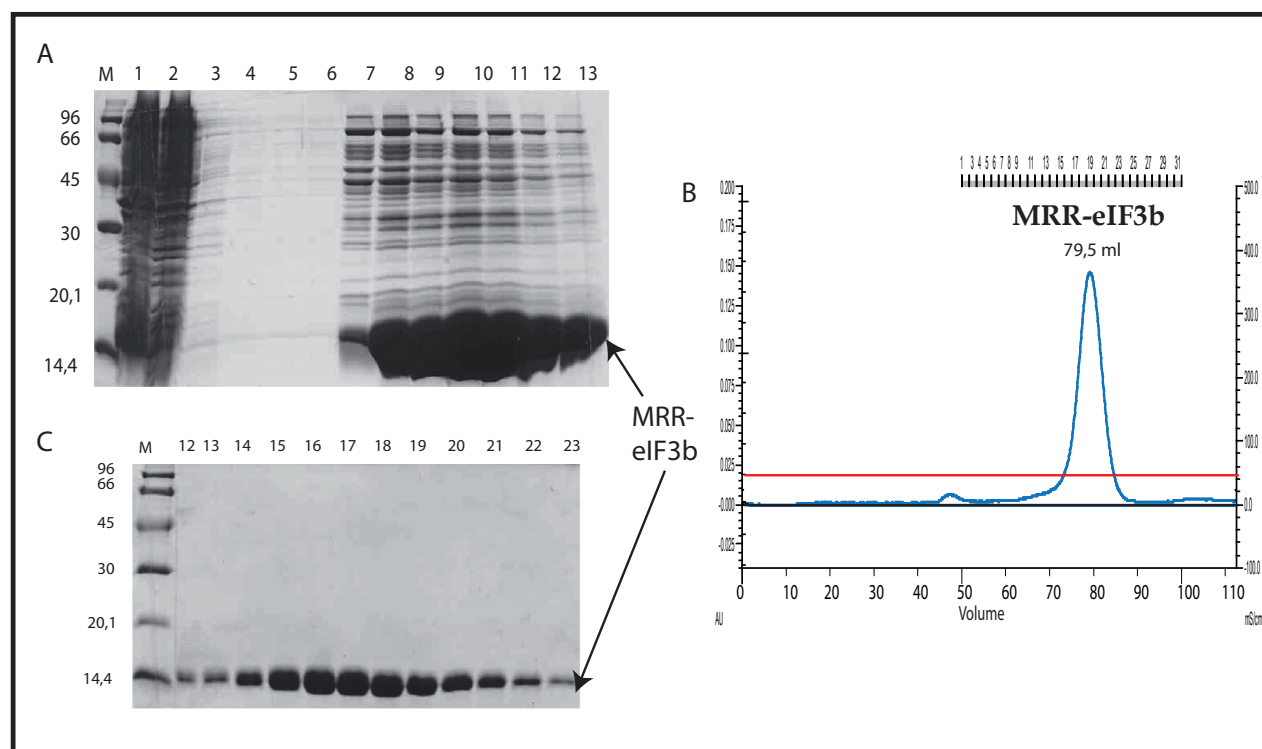 A
M 1 2 3 4 5 6 7 8 9 10 11 12 13
96
66
45
30
20,1
14,4
MRR-
eIF3b
C
M 12 13 14 15 16 17 18 19 20 21 22 23
96
66
45
30
20,1
14,4
B
1 3 4 5 6 7 8 9 11 13 15 17 19 21 23 25 27 29 31
MRR-eIF3b
79,5 ml
0.200
0.175
0.150
0.125
0.100
0.075
0.050
0.025
-0.000
-0.025
500.0
400.0
300.0
200.0
100.0
0.0
-100.0
0 10 20 30 40 50 60 70 80 90 100 110
AU Volume mS/cm